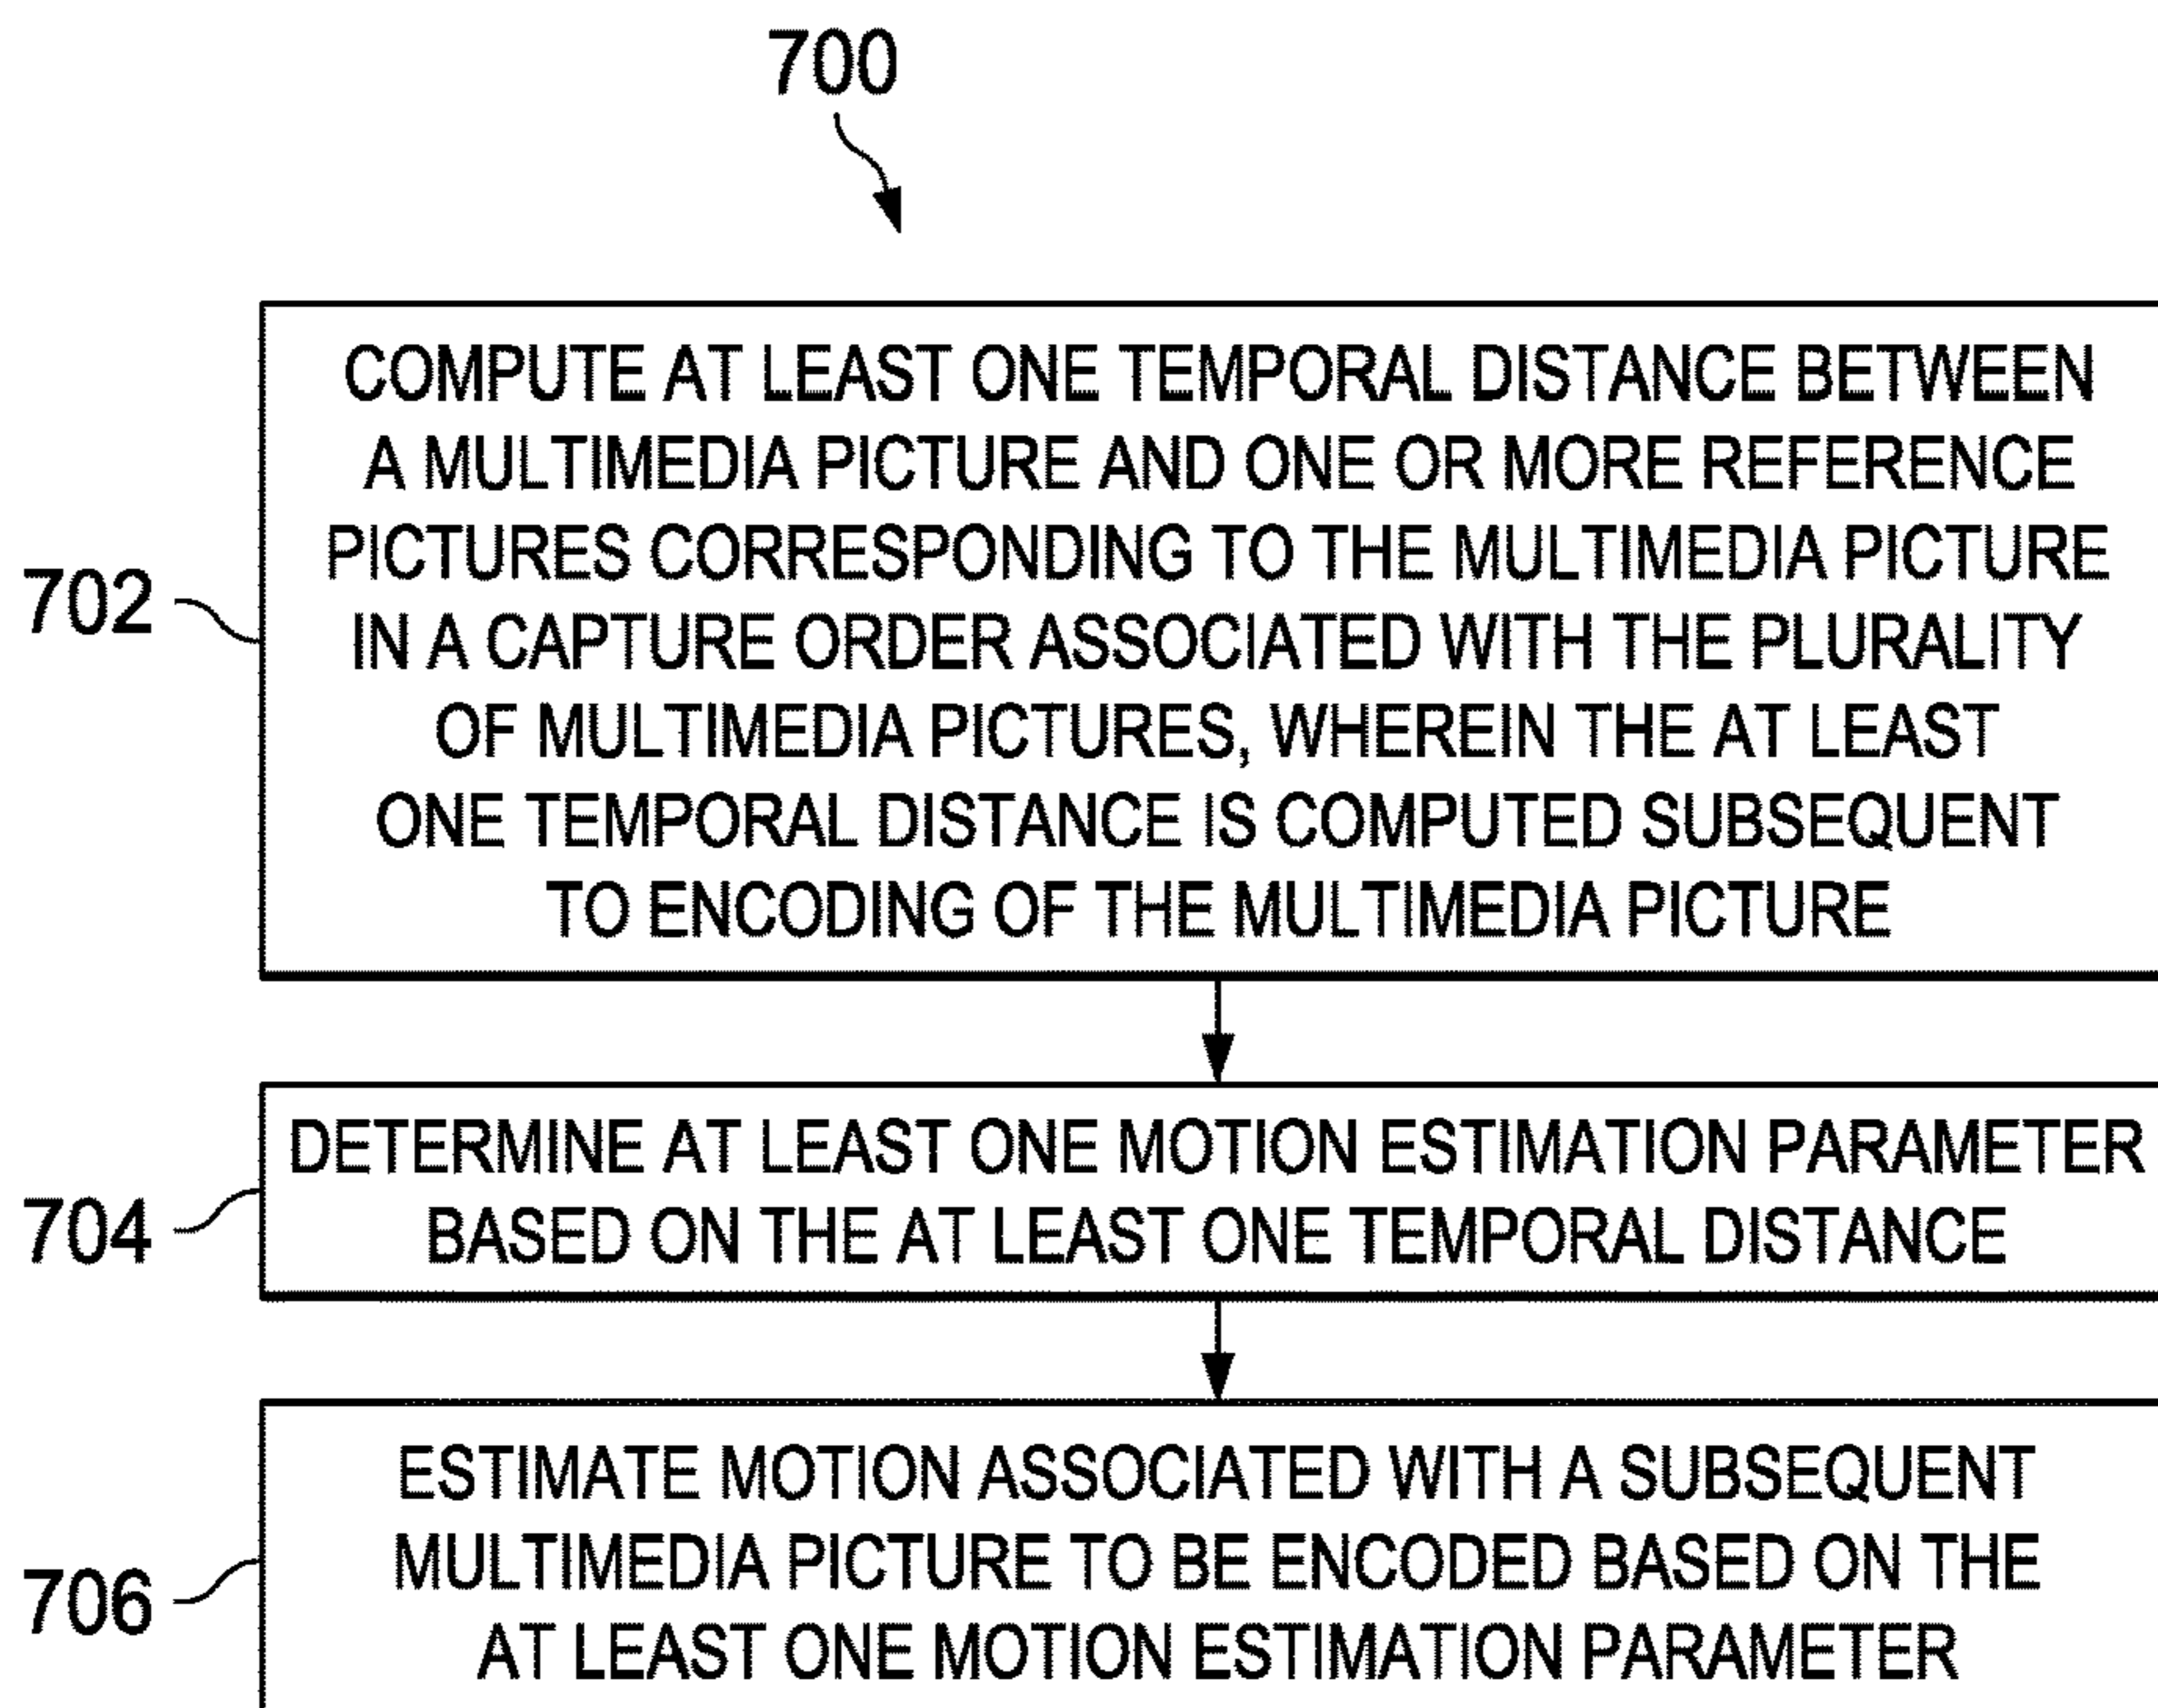 700
COMPUTE AT LEAST ONE TEMPORAL DISTANCE BETWEEN
A MULTIMEDIA PICTURE AND ONE OR MORE REFERENCE
PICTURES CORRESPONDING TO THE MULTIMEDIA PICTURE
IN A CAPTURE ORDER ASSOCIATED WITH THE PLURALITY
OF MULTIMEDIA PICTURES, WHEREIN THE AT LEAST
ONE TEMPORAL DISTANCE IS COMPUTED SUBSEQUENT
TO ENCODING OF THE MULTIMEDIA PICTURE
702
DETERMINE AT LEAST ONE MOTION ESTIMATION PARAMETER
BASED ON THE AT LEAST ONE TEMPORAL DISTANCE
704
ESTIMATE MOTION ASSOCIATED WITH A SUBSEQUENT
MULTIMEDIA PICTURE TO BE ENCODED BASED ON THE
AT LEAST ONE MOTION ESTIMATION PARAMETER
706